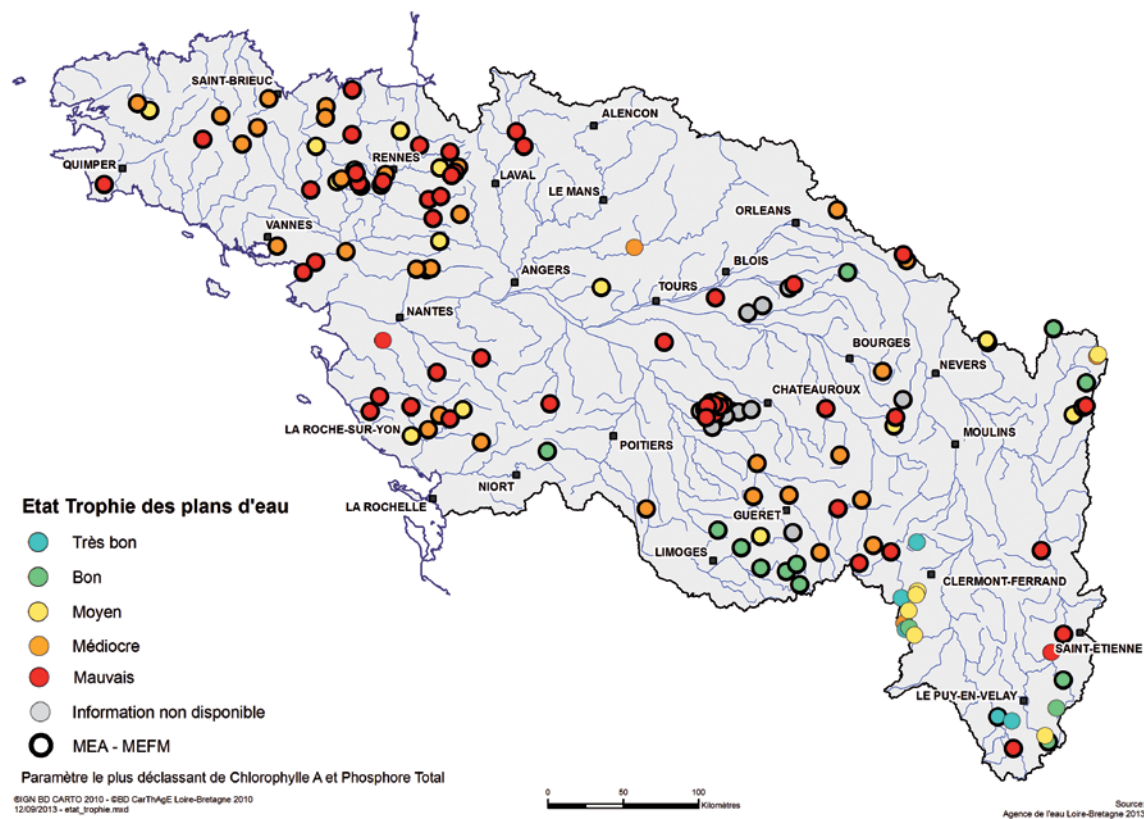 SAINT-BRIEUC
ALENCON
QUIMPER
RENNES
LAVAL
LE MANS
ORLEANS
VANNES
BLOIS
ANGERS
TOURS
NANTES
BOURGES
NEVERS
CHATEAUROUX
LA ROCHE-SUR-YON
POITIERS
MOULINS
NIORT
LA ROCHELLE
GUERET
LIMOGES
CLERMONT-FERRAND
SAINT-ETIENNE
LE PUY-EN-VELAY
Etat Trophie des plans d'eau
Très bon
Bon
Moyen
Médiocre
Mauvais
Information non disponible
MEA - MEFM
Paramètre le plus déclassant de Chlorophylle A et Phosphore Total
©IGN BD CARTO 2010 - ©BD CarThAgE Loire-Bretagne 2010
12/09/2013 - etat_trophie.mxd
0 50 100
Kilomètres
Source:
Agence de l'eau Loire-Bretagne 2013